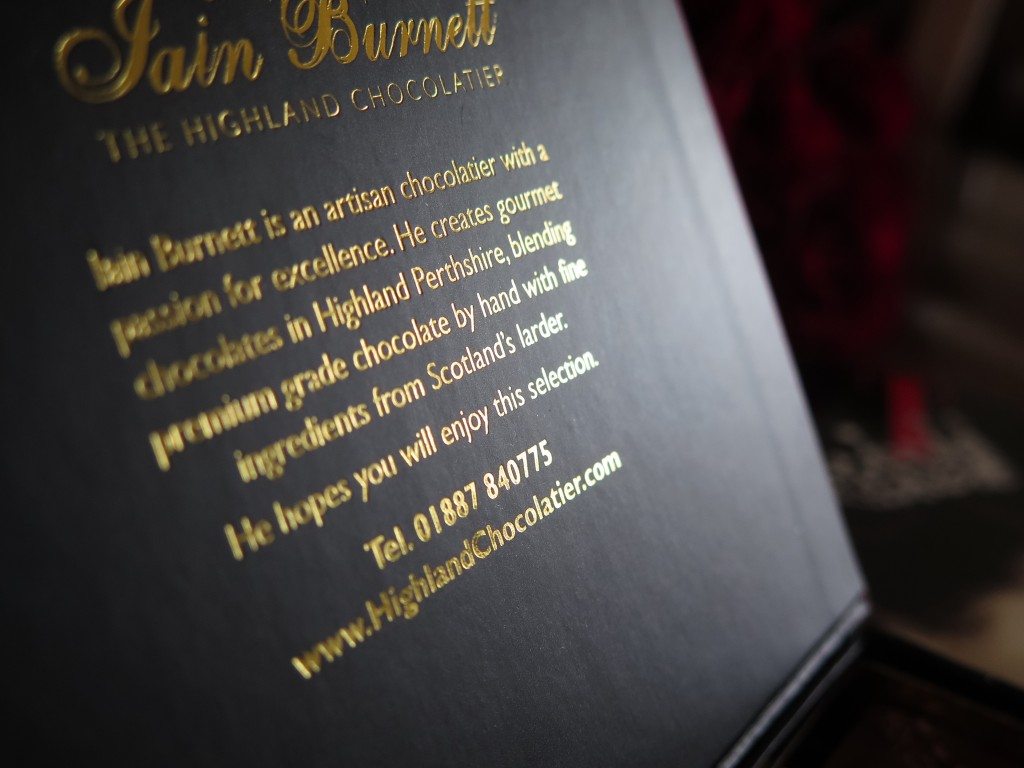 Iain Burnett
THE HIGHLAND CHOCOLATIER
Iain Burnett is an artisan chocolatier with a
passion for excellence. He creates gourmet
chocolates in Highland Perthshire, blending
premium grade chocolate by hand with fine
ingredients from Scotland's larder.
He hopes you will enjoy this selection.
Tel. 01887 840775
www.HighlandChocolatier.com